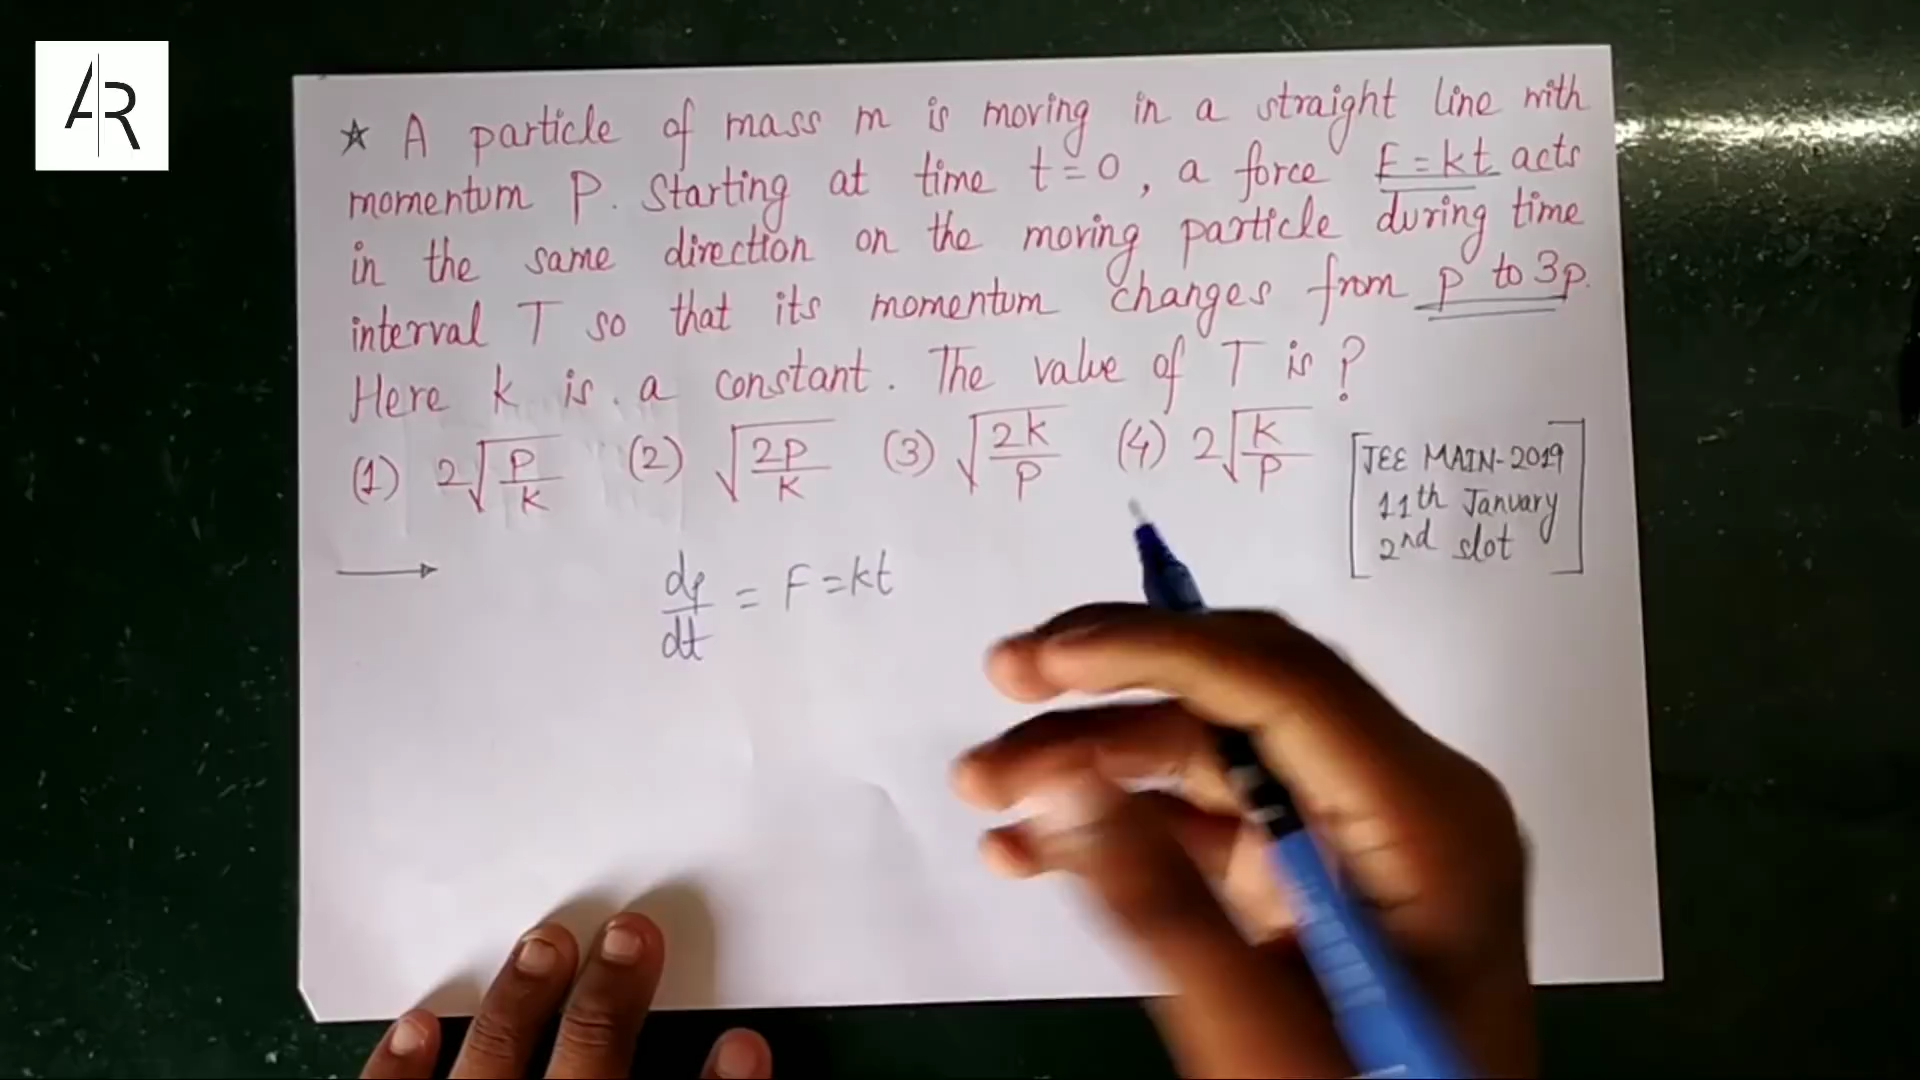 AR
☆ A particle of mass m is moving in a straight line with
momentum P. Starting at time t=0, a force F=kt acts
in the same direction on the moving particle during time
interval T so that its momentum changes from p to 3p.
Here k is a constant. The value of T is?
(1) 2√(P/K) (2) √(2p/K) (3) √(2k/p) (4) 2√(K/p)
[JEE MAIN-2019
11th January
2nd slot]
→ dp/dt = F=kt